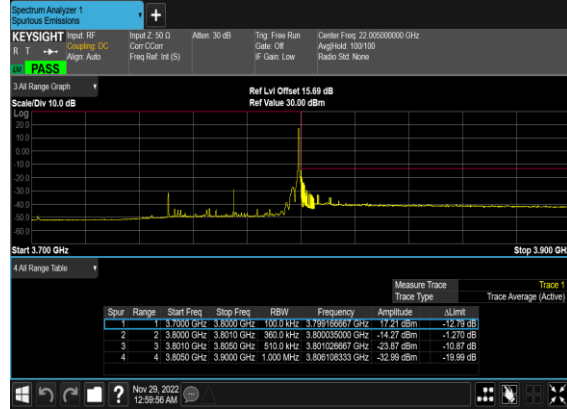 Spectrum Analyzer 1
Spurious Emissions
+
KEYSIGHT Input: RF Input Z: 50 Ω Atten: 30 dB Trig: Free Run Center Freq: 22.005000000 GHz
R T Coupling: DC Corr CCorr Gate: Off Avg|Hold: 100/100
Align: Auto Freq Ref: Int (S) IF Gain: Low Radio Std: None
PASS
3 All Range Graph Ref Lvl Offset 15.69 dB
Scale/Div 10.0 dB Ref Value 30.00 dBm
Log
20.0
10.0
0.00
-10.0
-20.0
-30.0
-40.0
-50.0
-60.0
Start 3.700 GHz Stop 3.900 GHz
4 All Range Table
Measure Trace Trace 1
Trace Type Trace Average (Active)
Spur Range Start Freq Stop Freq RBW Frequency Amplitude ΔLimit
1 1 3.7000 GHz 3.8000 GHz 100.0 kHz 3.799166667 GHz 17.21 dBm -12.79 dB
2 2 3.8000 GHz 3.8010 GHz 360.0 kHz 3.800035000 GHz -14.27 dBm -1.270 dB
3 3 3.8010 GHz 3.8050 GHz 510.0 kHz 3.801026667 GHz -23.87 dBm -10.87 dB
4 4 3.8050 GHz 3.9000 GHz 1.000 MHz 3.806108333 GHz -32.99 dBm -19.99 dB
? Nov 29, 2022
12:59:56 AM